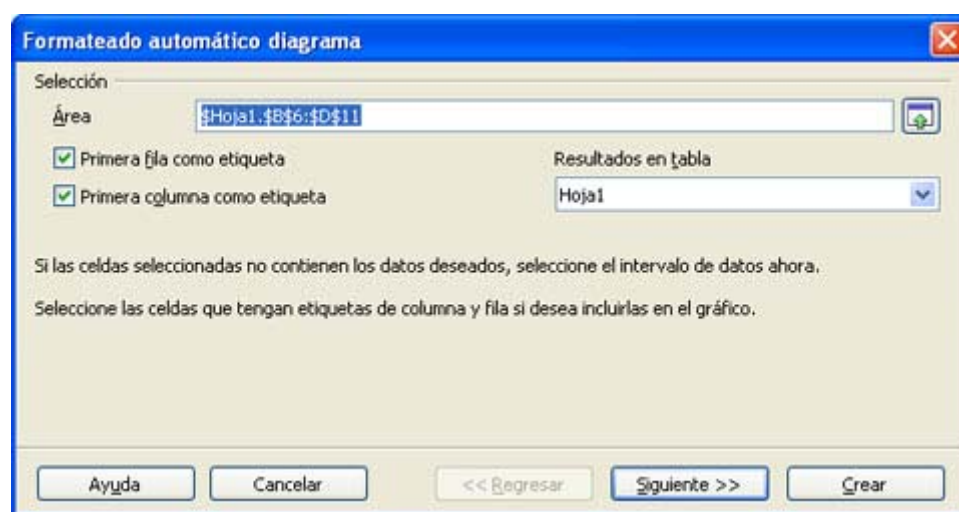 Formateado automático diagrama
Selección
Área $Hoja1.$B$6:$D$11
Primera fila como etiqueta Resultados en tabla
Primera columna como etiqueta Hoja1
Si las celdas seleccionadas no contienen los datos deseados, seleccione el intervalo de datos ahora.
Seleccione las celdas que tengan etiquetas de columna y fila si desea incluirlas en el gráfico.
Ayuda Cancelar << Regresar Siguiente >> Crear